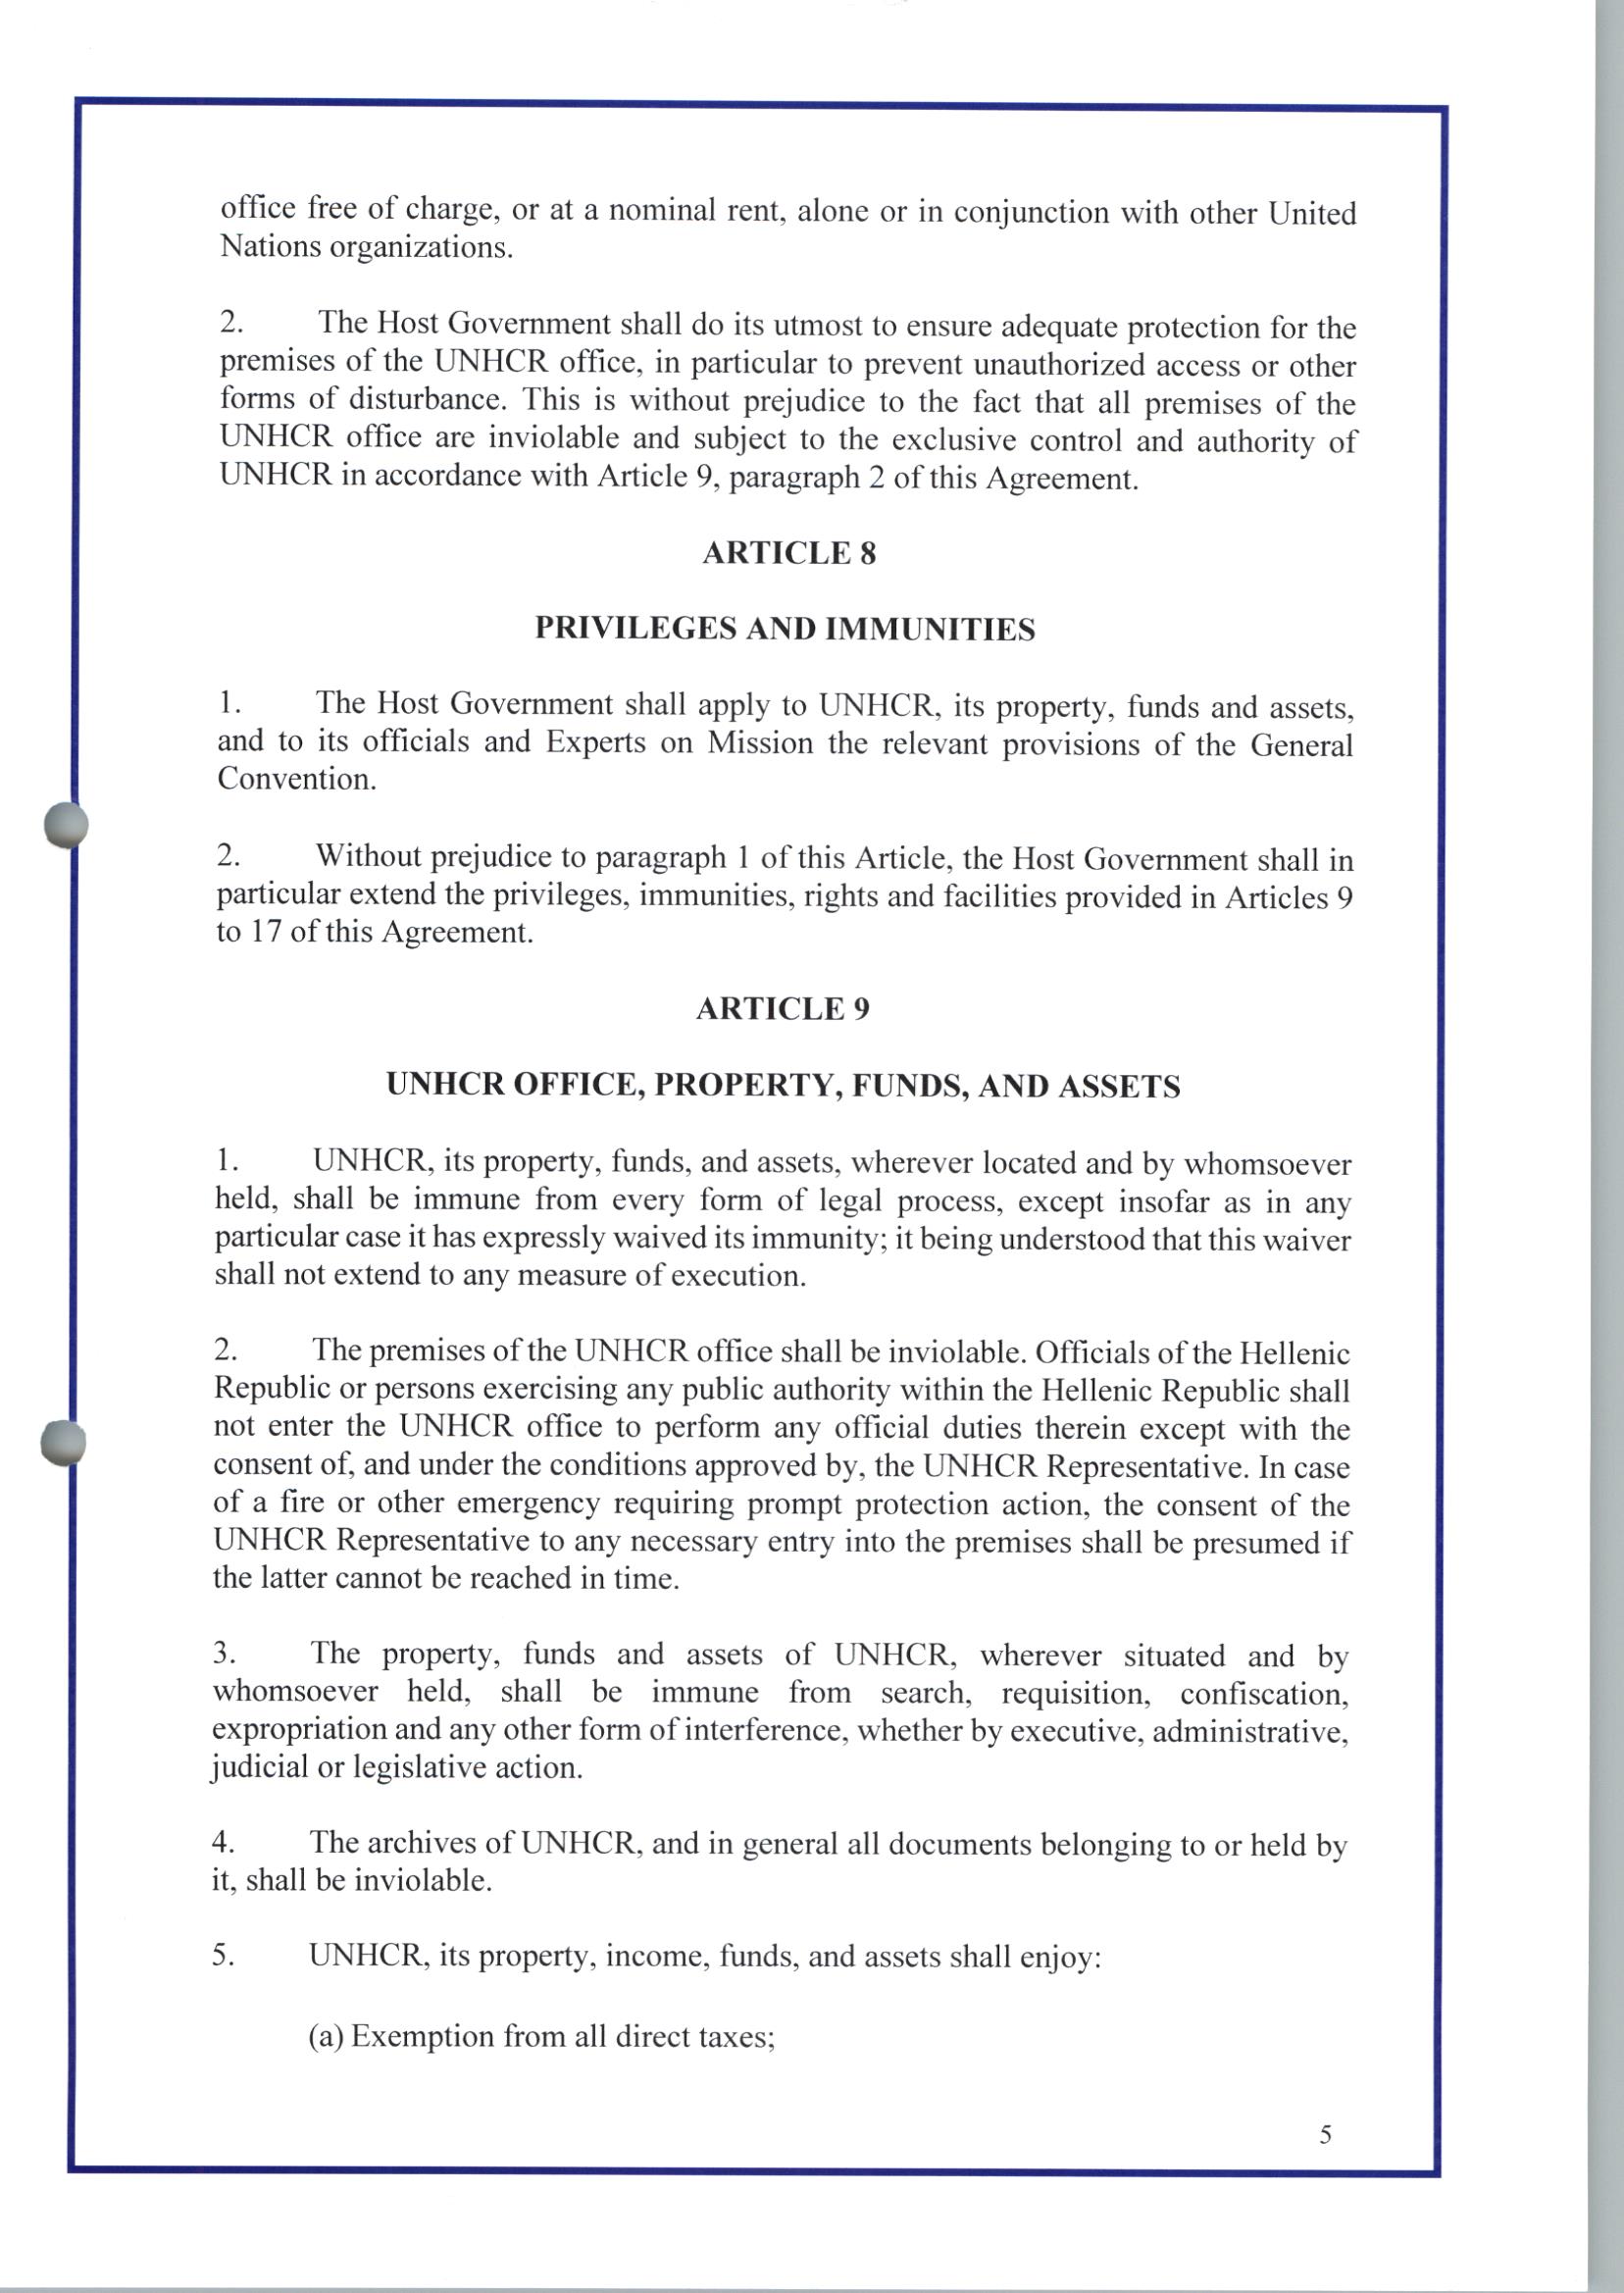 office free of charge, or at a nominal rent, alone or in conjunction with other United
Nations organizations.
2. The Host Government shall do its utmost to ensure adequate protection for the
premises of the UNHCR office, in particular to prevent unauthorized access or other
forms of disturbance. This is without prejudice to the fact that all premises of the
UNHCR office are inviolable and subject to the exclusive control and authority of
UNHCR in accordance with Article 9, paragraph 2 of this Agreement.
ARTICLE 8
PRIVILEGES AND IMMUNITIES
1. The Host Government shall apply to UNHCR, its property, funds and assets,
and to its officials and Experts on Mission the relevant provisions of the General
Convention.
2. Without prejudice to paragraph 1 of this Article, the Host Government shall in
particular extend the privileges, immunities, rights and facilities provided in Articles 9
to 17 of this Agreement.
ARTICLE 9
UNHCR OFFICE, PROPERTY, FUNDS, AND ASSETS
1. UNHCR, its property, funds, and assets, wherever located and by whomsoever
held, shall be immune from every form of legal process, except insofar as in any
particular case it has expressly waived its immunity; it being understood that this waiver
shall not extend to any measure of execution.
2. The premises of the UNHCR office shall be inviolable. Officials of the Hellenic
Republic or persons exercising any public authority within the Hellenic Republic shall
not enter the UNHCR office to perform any official duties therein except with the
consent of, and under the conditions approved by, the UNHCR Representative. In case
of a fire or other emergency requiring prompt protection action, the consent of the
UNHCR Representative to any necessary entry into the premises shall be presumed if
the latter cannot be reached in time.
3. The property, funds and assets of UNHCR, wherever situated and by
whomsoever held, shall be immune from search, requisition, confiscation,
expropriation and any other form of interference, whether by executive, administrative,
judicial or legislative action.
4. The archives of UNHCR, and in general all documents belonging to or held by
it, shall be inviolable.
5. UNHCR, its property, income, funds, and assets shall enjoy:
(a) Exemption from all direct taxes;
5